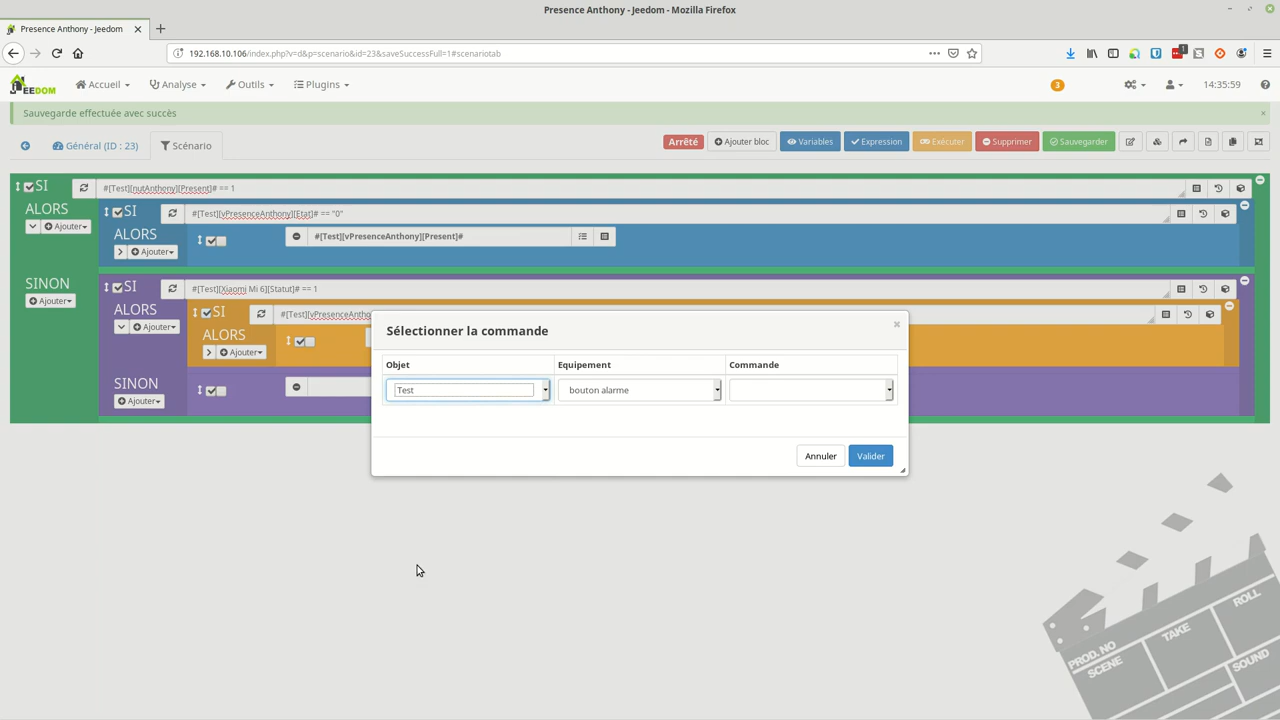 Presence Anthony - Jeedom - Mozilla Firefox
Presence Anthony - Jeedom
192.168.10.106/index.php?v=d&p=scenario&id=23&saveSuccessFull=1#scenariotab
1
JEEDOM
Accueil
Analyse
Outils
Plugins
3
14:35:59
Sauvegarde effectuée avec succès
Général (ID : 23)
Scénario
Arrêté
Ajouter bloc
Variables
Expression
Exécuter
Supprimer
Sauvegarder
SI
#[Test][nutAnthony][Present]# == 1
ALORS
Ajouter
SI
#[Test][vPresenceAnthony][Etat]# == "0"
ALORS
Ajouter
#[Test][vPresenceAnthony][Present]#
SINON
Ajouter
SI
#[Test][Xiaomi Mi 6][Statut]# == 1
ALORS
Ajouter
SI
#[Test][vPresenceAntho
ALORS
Ajouter
SINON
Ajouter
Sélectionner la commande
Objet
Equipement
Commande
Test
bouton alarme
Annuler
Valider
PROD. NO
SCENE
TAKE
ROLL
SOUND